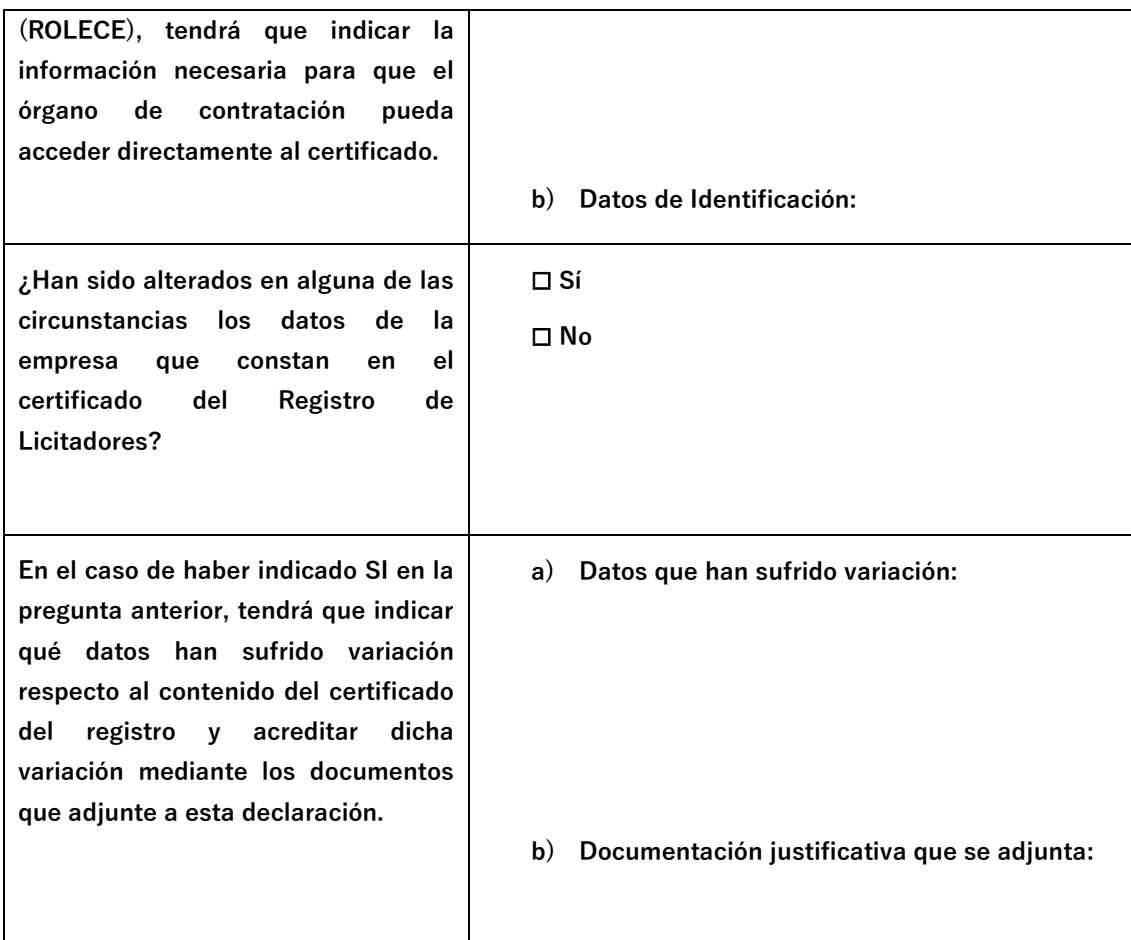 (ROLECE), tendrá que indicar la
información necesaria para que el
órgano de contratación pueda
acceder directamente al certificado.
b) Datos de Identificación:
¿Han sido alterados en alguna de las
circunstancias los datos de la
empresa que constan en el
certificado del Registro de
Licitadores?
☐ Sí
☐ No
En el caso de haber indicado SI en la
pregunta anterior, tendrá que indicar
qué datos han sufrido variación
respecto al contenido del certificado
del registro y acreditar dicha
variación mediante los documentos
que adjunte a esta declaración.
a) Datos que han sufrido variación:
b) Documentación justificativa que se adjunta: